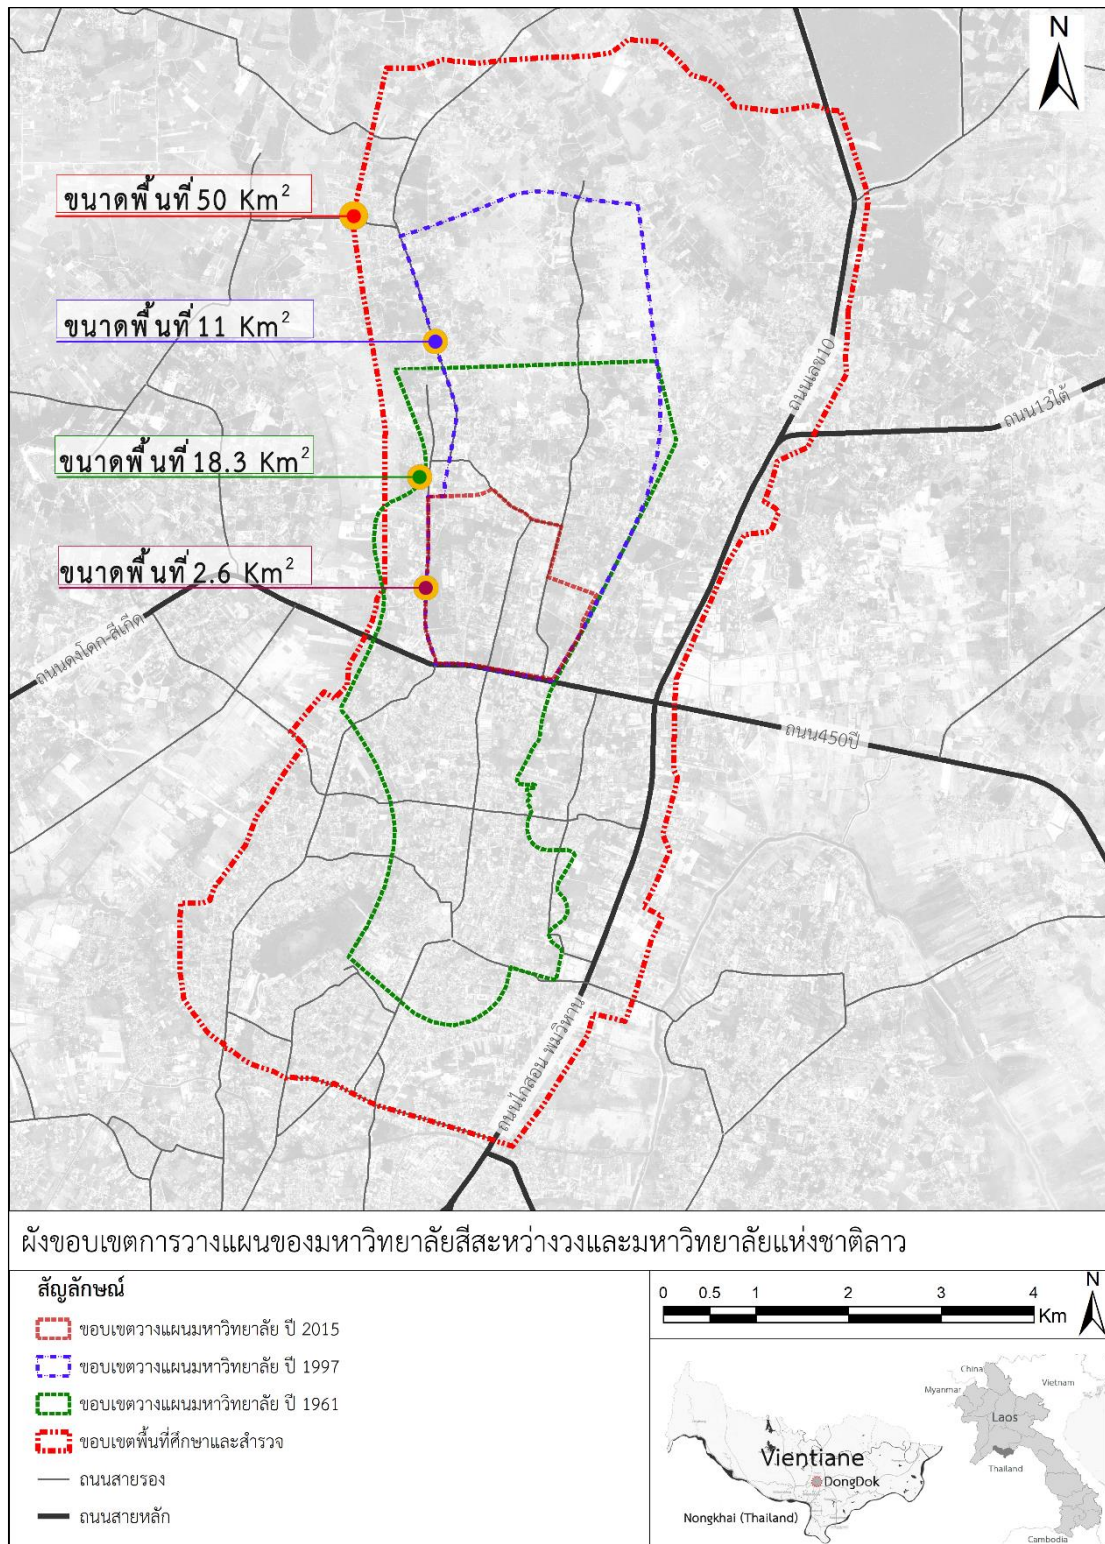 N
ขนาดพื้นที่ 50 Km²
ขนาดพื้นที่ 11 Km²
ถนนเลข10
ถนน13ใต้
ขนาดพื้นที่ 18.3 Km²
ขนาดพื้นที่ 2.6 Km²
ถนนดงโดก-สีเกีด
ถนน450ปี
ถนนไกสอน พมวิหาน
ผังขอบเขตการวางแผนของมหาวิทยาลัยสีสะหว่างวงและมหาวิทยาลัยแห่งชาติลาว
สัญลักษณ์
ขอบเขตวางแผนมหาวิทยาลัย ปี 2015
ขอบเขตวางแผนมหาวิทยาลัย ปี 1997
ขอบเขตวางแผนมหาวิทยาลัย ปี 1961
ขอบเขตพื้นที่ศึกษาและสำรวจ
ถนนสายรอง
ถนนสายหลัก
0 0.5 1 2 3 4
Km
N
China
Myanmar
Vietnam
Laos
Thailand
Cambodia
Vientiane
DongDok
Nongkhai (Thailand)